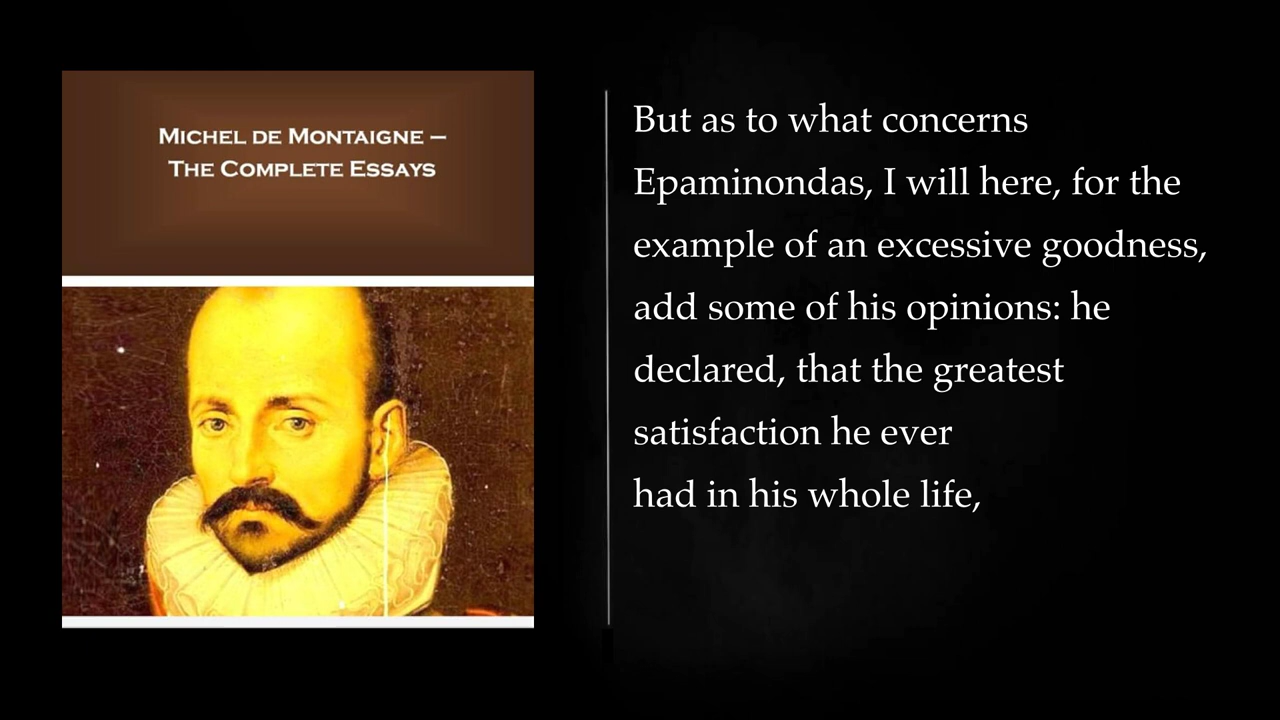 MICHEL DE MONTAIGNE –
THE COMPLETE ESSAYS
But as to what concerns
Epaminondas, I will here, for the
example of an excessive goodness,
add some of his opinions: he
declared, that the greatest
satisfaction he ever
had in his whole life,